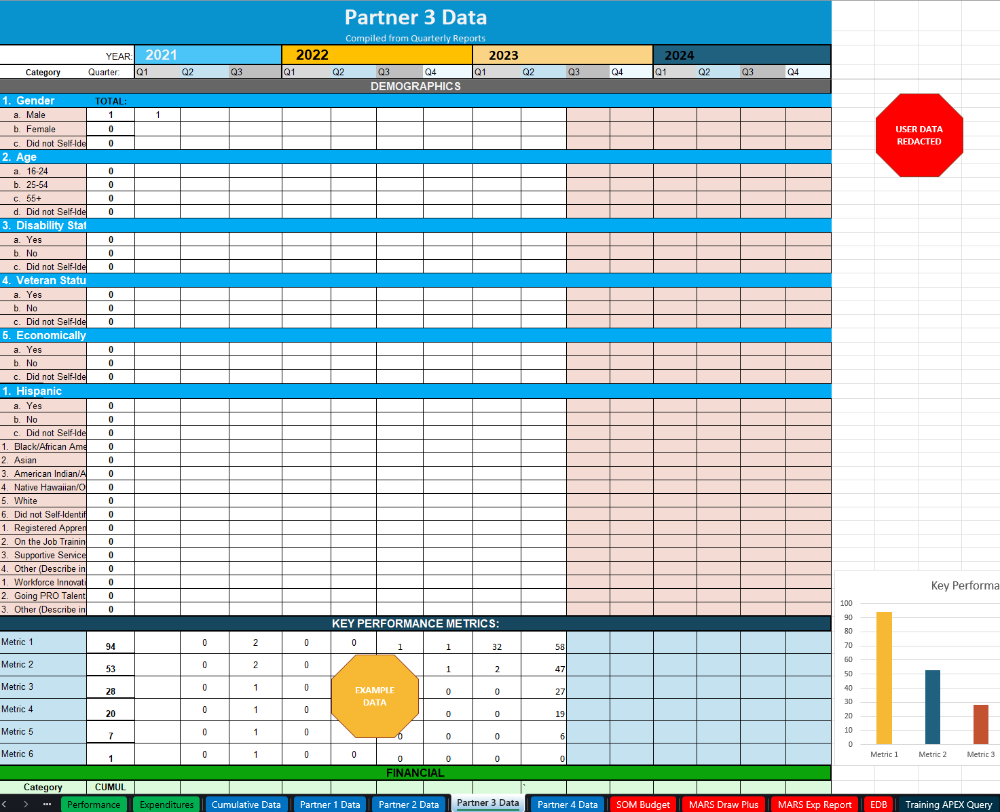 Partner 3 Data
Compiled from Quarterly Reports
YEAR: 2021 2022 2023 2024
Category Quarter: Q1 Q2 Q3 Q1 Q2 Q3 Q4 Q1 Q2 Q3 Q4 Q1 Q2 Q3 Q4
DEMOGRAPHICS
1. Gender TOTAL:
a. Male 1 1
b. Female 0
c. Did not Self-Ide 0
USER DATA
REDACTED
2. Age
a. 16-24 0
b. 25-54 0
c. 55+ 0
d. Did not Self-Ide 0
3. Disability Stat
a. Yes 0
b. No 0
c. Did not Self-Ide 0
4. Veteran Statu
a. Yes 0
b. No 0
c. Did not Self-Ide 0
5. Economically
a. Yes 0
b. No 0
c. Did not Self-Ide 0
1. Hispanic
a. Yes 0
b. No 0
c. Did not Self-Ide 0
1. Black/African Ame 0
2. Asian 0
3. American Indian/A 0
4. Native Hawaiian/O 0
5. White 0
6. Did not Self-Identif 0
1. Registered Appren 0
2. On the Job Trainin 0
3. Supportive Service 0
4. Other (Describe in 0
1. Workforce Innovati 0
2. Going PRO Talent 0
3. Other (Describe in 0
KEY PERFORMANCE METRICS:
Metric 1 94 0 2 0 0 1 1 32 58
Metric 2 53 0 2 0 1 2 47
Metric 3 28 0 1 0 0 0 27
Metric 4 20 0 1 0 0 0 19
Metric 5 7 0 1 0 0 0 0 6
Metric 6 1 0 1 0 0 0 0 0 0
EXAMPLE
DATA
Key Performa
100
90
80
70
60
50
40
30
20
10
0
Metric 1 Metric 2 Metric 3
FINANCIAL
Category CUMUL `
< > ... Performance Expenditures Cumulative Data Partner 1 Data Partner 2 Data Partner 3 Data Partner 4 Data SOM Budget MARS Draw Plus MARS Exp Report EDB Training APEX Query